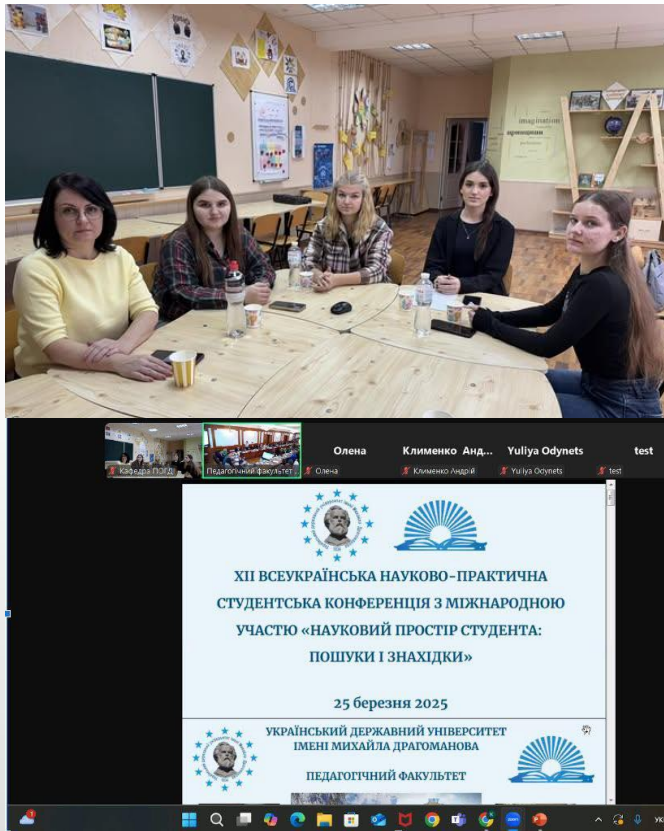 imagination
Кафедра ПОГД
Педагогічний факультет
Олена
Олена
Клименко Анд...
Клименко Андрій
Yuliya Odynets
Yuliya Odynets
test
test
XII ВСЕУКРАЇНСЬКА НАУКОВО-ПРАКТИЧНА
СТУДЕНТСЬКА КОНФЕРЕНЦІЯ З МІЖНАРОДНОЮ
УЧАСТЮ «НАУКОВИЙ ПРОСТІР СТУДЕНТА:
ПОШУКИ І ЗНАХІДКИ»
25 березня 2025
УКРАЇНСЬКИЙ ДЕРЖАВНИЙ УНІВЕРСИТЕТ
ІМЕНІ МИХАЙЛА ДРАГОМАНОВА
ПЕДАГОГІЧНИЙ ФАКУЛЬТЕТ